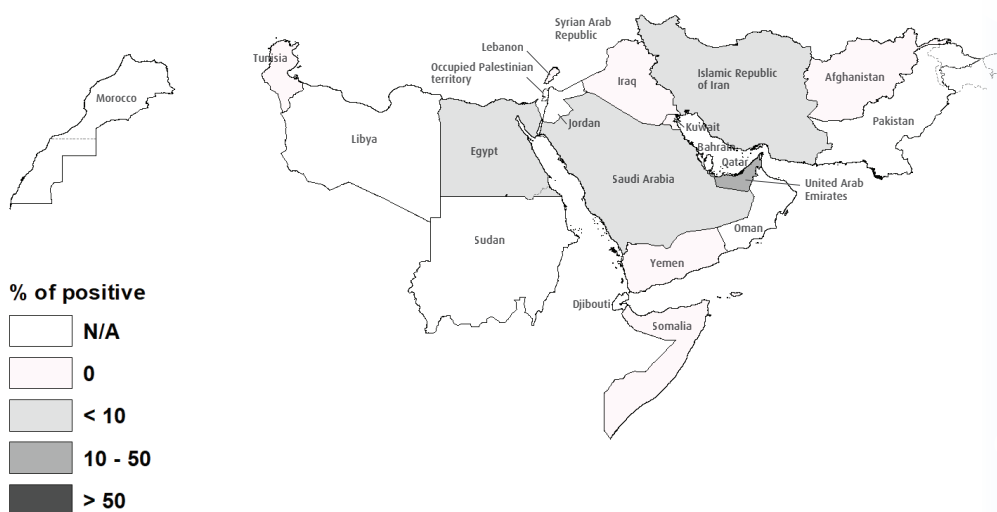 Syrian Arab
Republic
Lebanon
Tunisia
Occupied Palestinian
territory
Islamic Republic
of Iran
Iraq
Afghanistan
Morocco
Jordan
Kuwait
Pakistan
Libya
Egypt
Bahrain
Qatar
Saudi Arabia
United Arab
Emirates
Oman
Sudan
Yemen
Djibouti
Somalia
% of positive
N/A
0
< 10
10 - 50
> 50